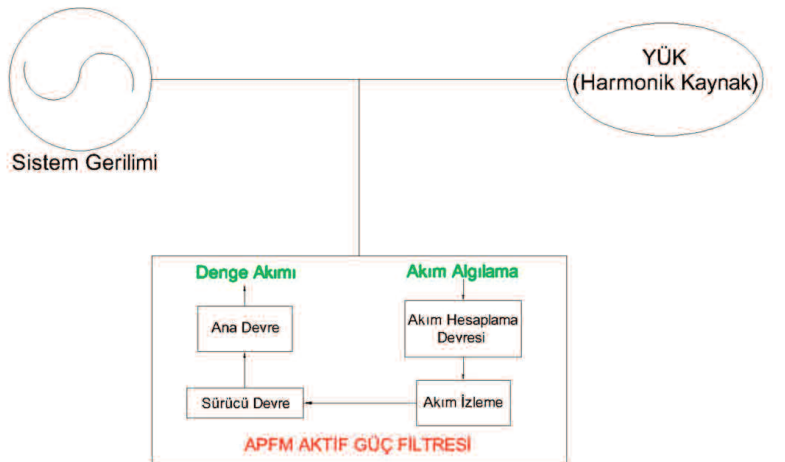 YÜK
(Harmonik Kaynak)
Sistem Gerilimi
Denge Akımı
Akım Algılama
Ana Devre
Akım Hesaplama
Devresi
Sürücü Devre
Akım İzleme
APFM AKTİF GÜÇ FİLTRESİ